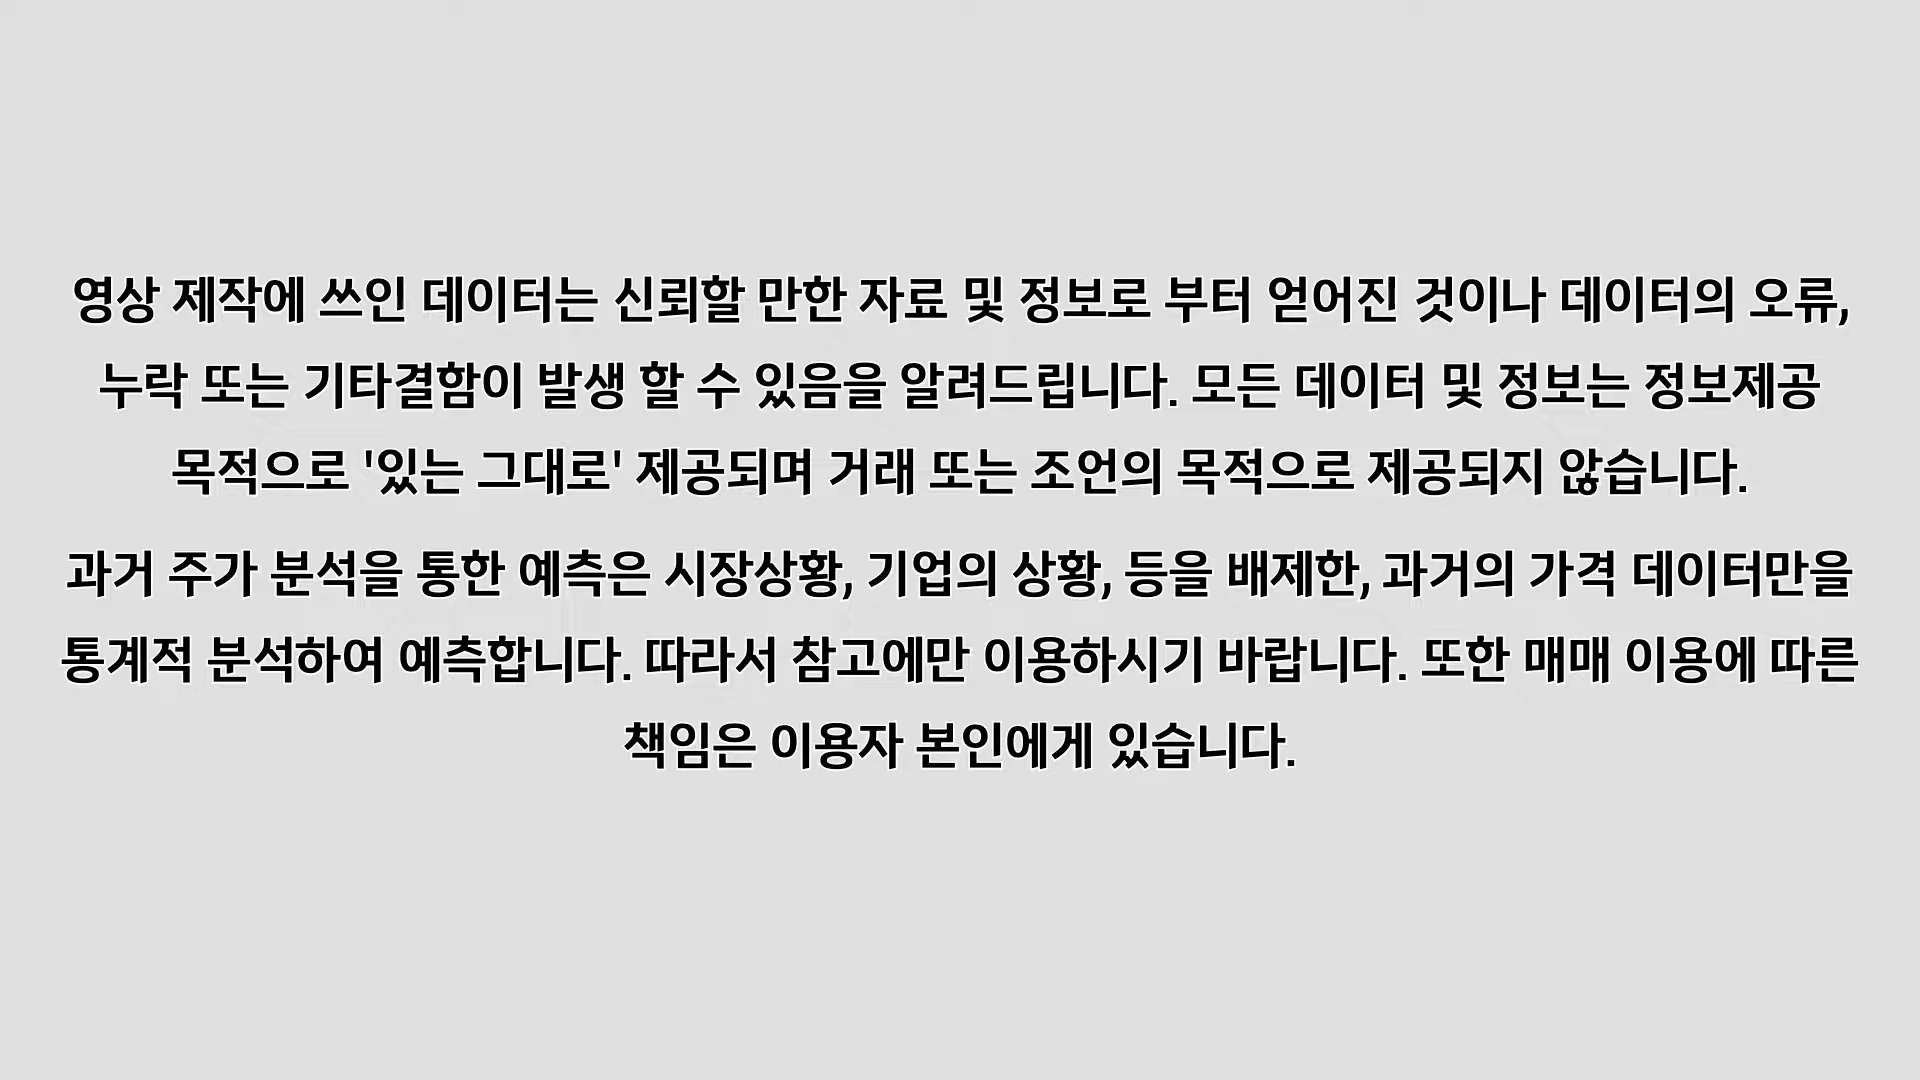 영상 제작에 쓰인 데이터는 신뢰할 만한 자료 및 정보로 부터 얻어진 것이나 데이터의 오류,
누락 또는 기타결함이 발생 할 수 있음을 알려드립니다. 모든 데이터 및 정보는 정보제공
목적으로 '있는 그대로' 제공되며 거래 또는 조언의 목적으로 제공되지 않습니다.
과거 주가 분석을 통한 예측은 시장상황, 기업의 상황, 등을 배제한, 과거의 가격 데이터만을
통계적 분석하여 예측합니다. 따라서 참고에만 이용하시기 바랍니다. 또한 매매 이용에 따른
책임은 이용자 본인에게 있습니다.